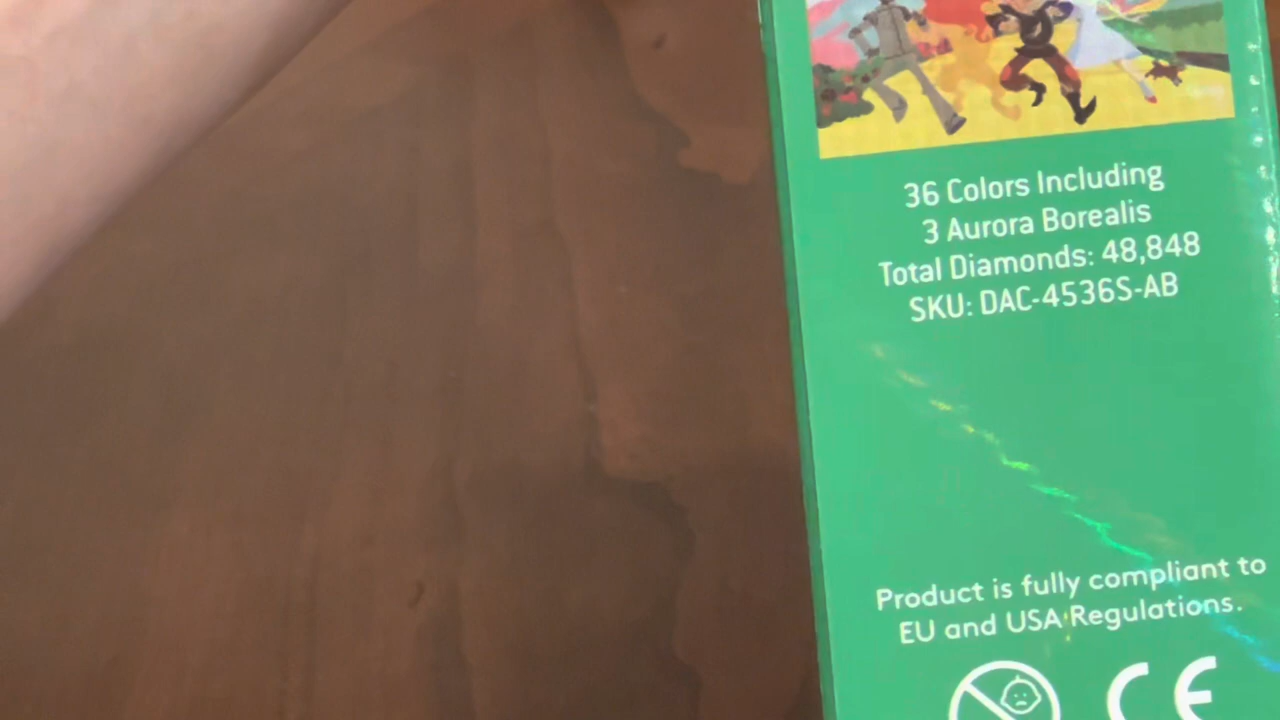 36 Colors Including
3 Aurora Borealis
Total Diamonds: 48,848
SKU: DAC-4536S-AB
Product is fully compliant to
EU and USA Regulations.
CE